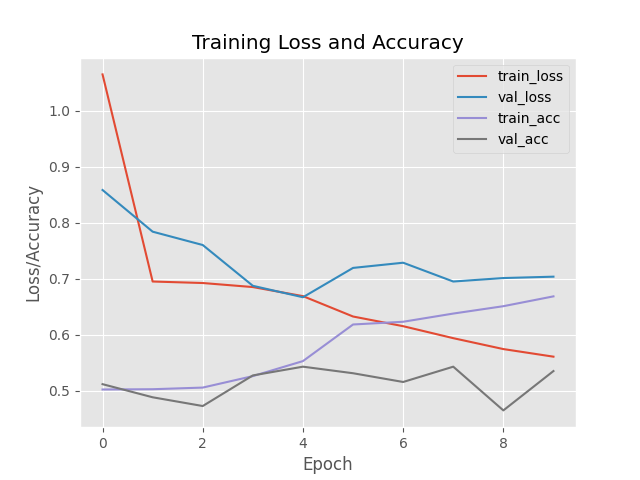 Training Loss and Accuracy
train_loss
val_loss
train_acc
val_acc
Loss/Accuracy
1.0
0.9
0.8
0.7
0.6
0.5
0 2 4 6 8
Epoch